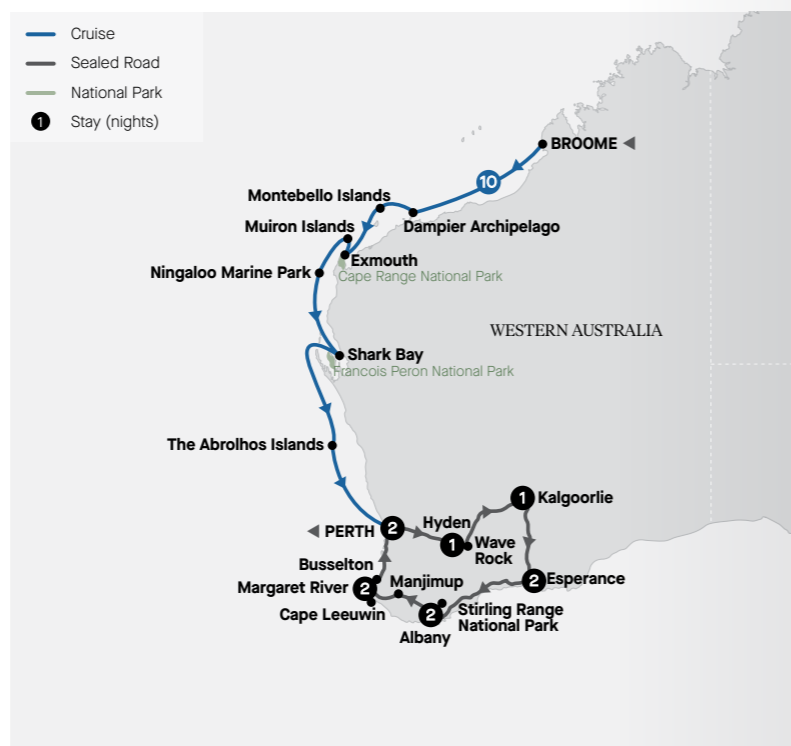 Cruise
Sealed Road
National Park
1 Stay (nights)
BROOME
10
Montebello Islands
Dampier Archipelago
Muiron Islands
Exmouth
Cape Range National Park
Ningaloo Marine Park
WESTERN AUSTRALIA
Shark Bay
Francois Peron National Park
The Abrolhos Islands
1 Kalgoorlie
PERTH 2
Hyden
1 Wave
Rock
Busselton
Margaret River 2
Manjimup
2 Esperance
Cape Leeuwin
2
Albany
Stirling Range
National Park